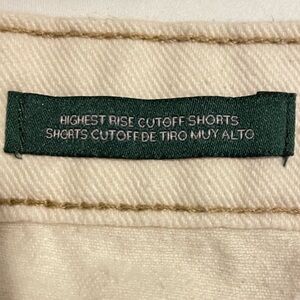 HIGHEST RISE CUTOFF SHORTS
SHORTS CUTOFF DE TIRO MUY ALTO